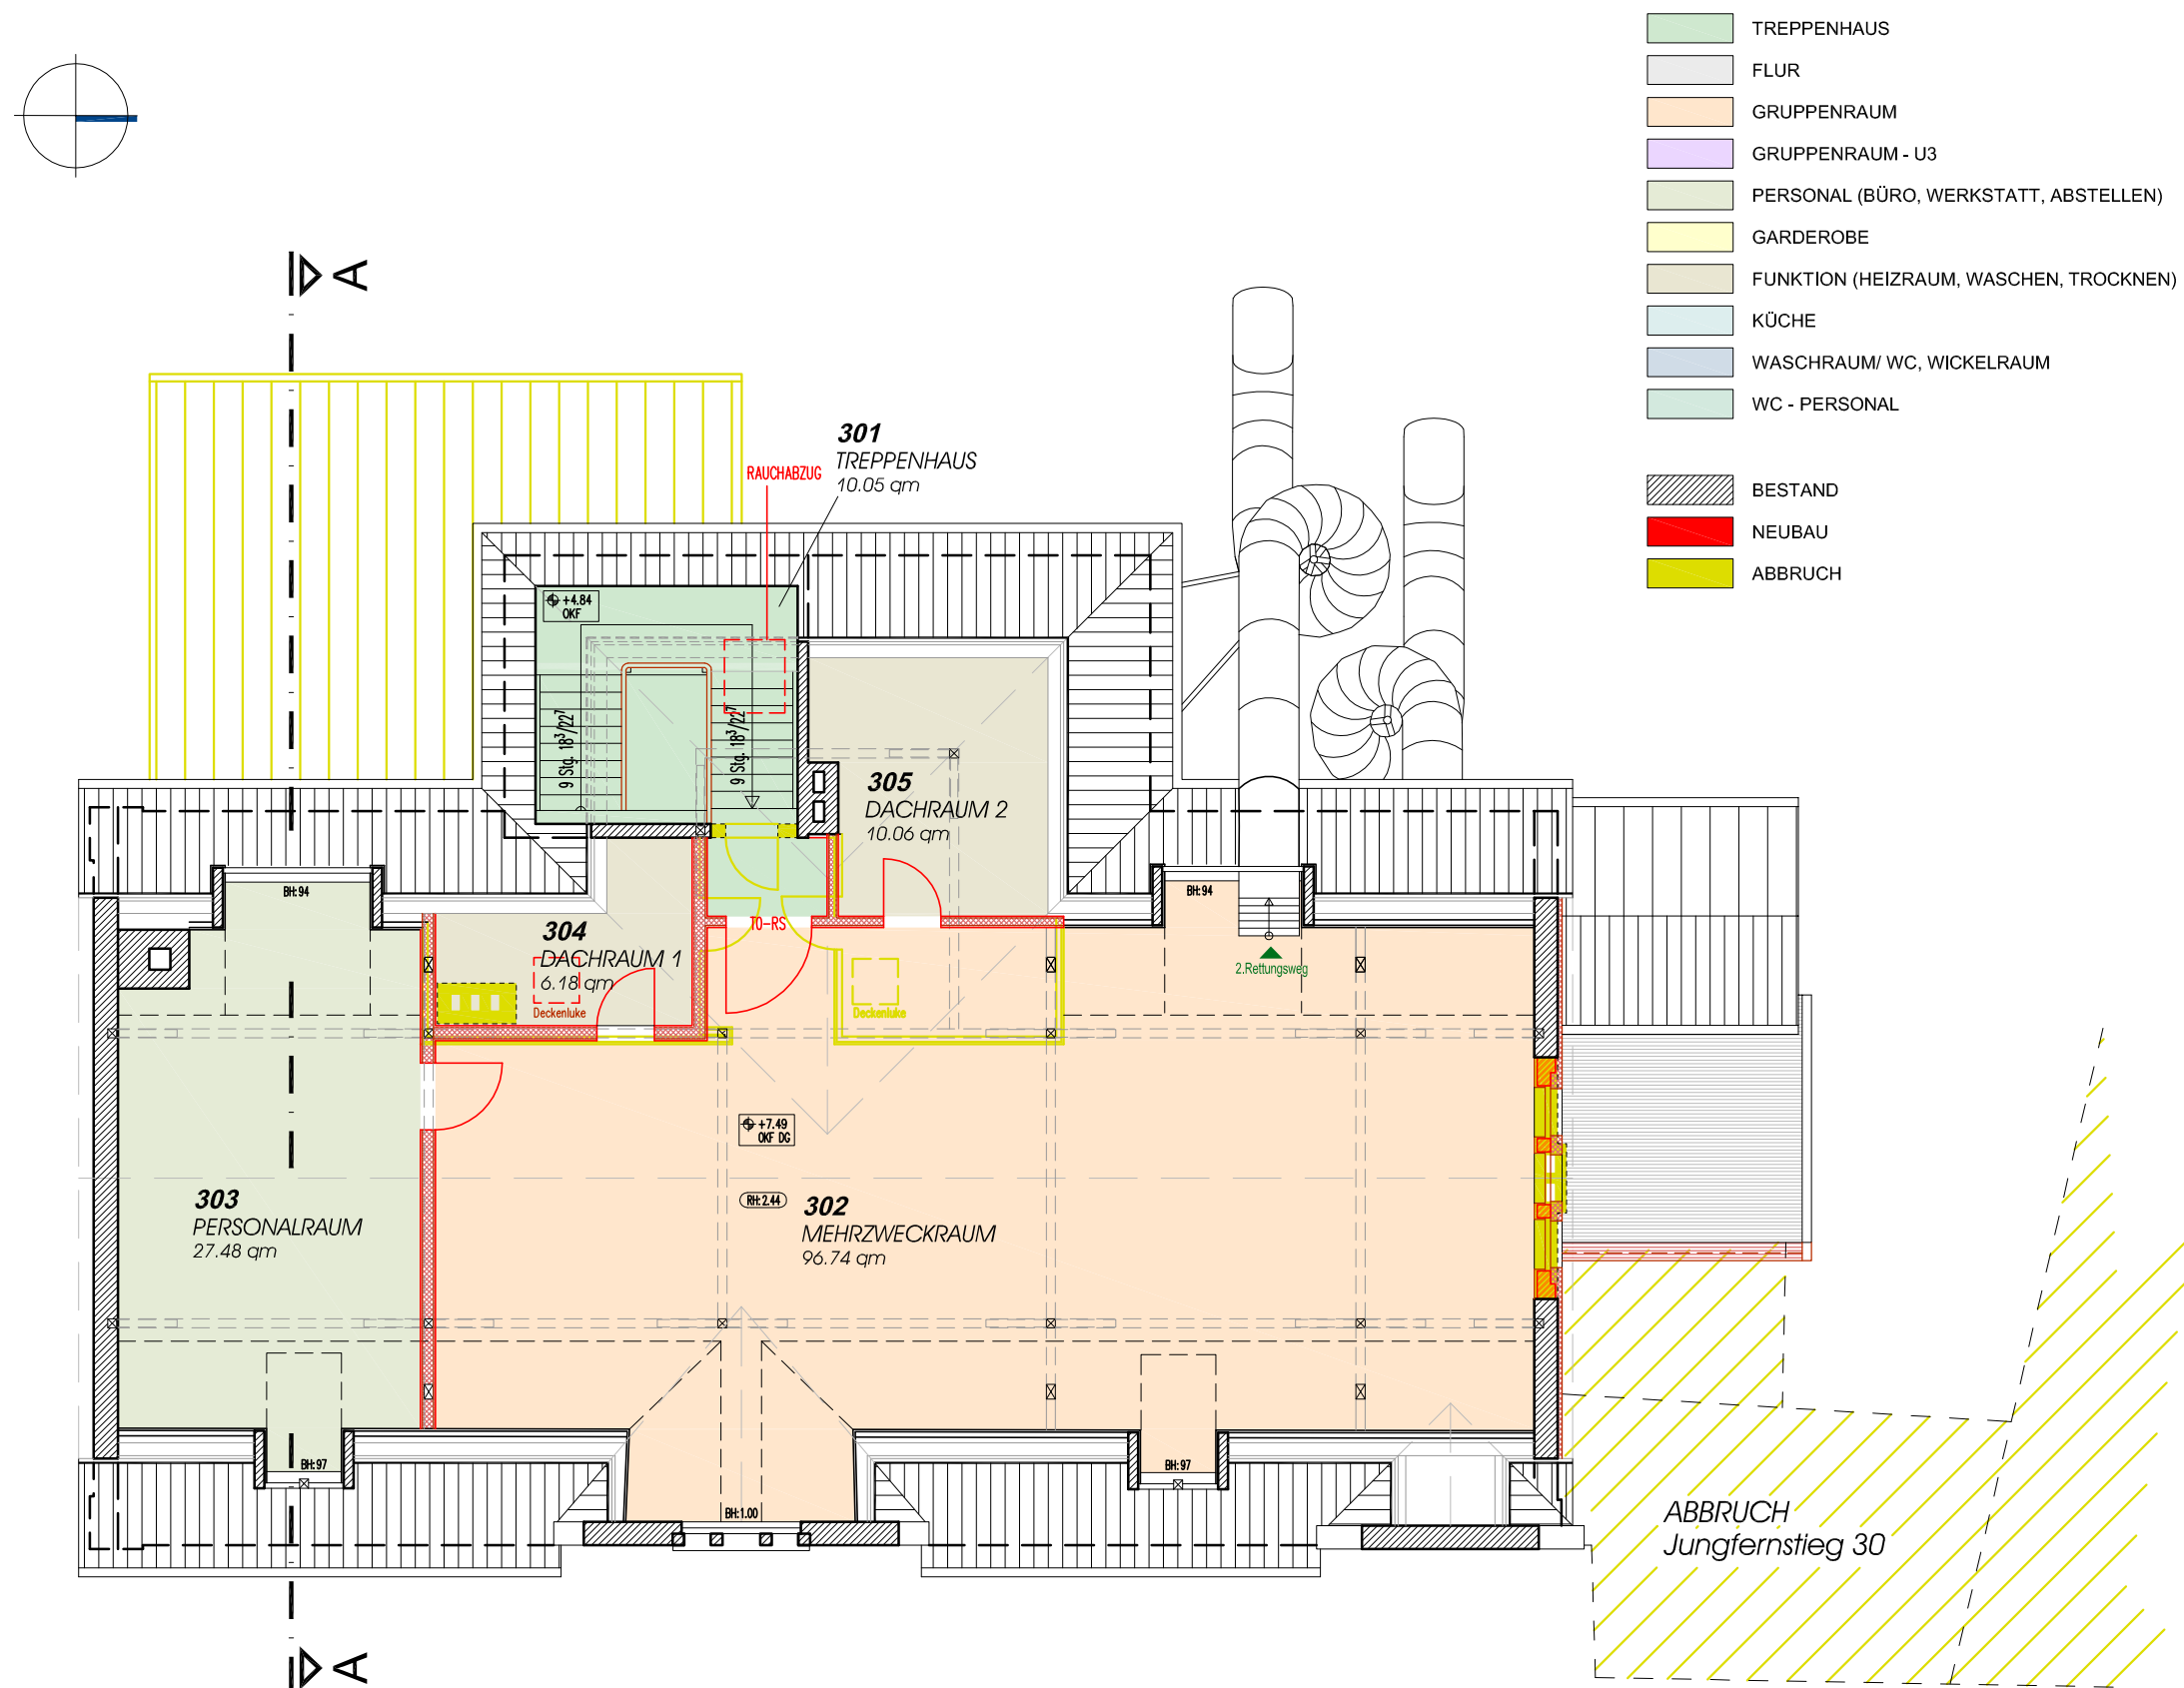 TREPPENHAUS
FLUR
GRUPPENRAUM
GRUPPENRAUM - U3
PERSONAL (BÜRO, WERKSTATT, ABSTELLEN)
GARDEROBE
FUNKTION (HEIZRAUM, WASCHEN, TROCKNEN)
KÜCHE
WASCHRAUM/ WC, WICKELRAUM
WC - PERSONAL
BESTAND
NEUBAU
ABBRUCH
A
301
TREPPENHAUS
10.05 qm
RAUCHABZUG
+4.84
OKF
9 Stg. 18³/22⁷
9 Stg. 18³/22⁷
305
DACHRAUM 2
10.06 qm
BH:94
BH:94
304
DACHRAUM 1
6.18 qm
Deckenluke
T0-RS
Deckenluke
2.Rettungsweg
+7.49
OKF DG
RH:2.44
303
PERSONALRAUM
27.48 qm
302
MEHRZWECKRAUM
96.74 qm
BH:97
BH:97
BH:1.00
ABBRUCH
Jungfernstieg 30
A